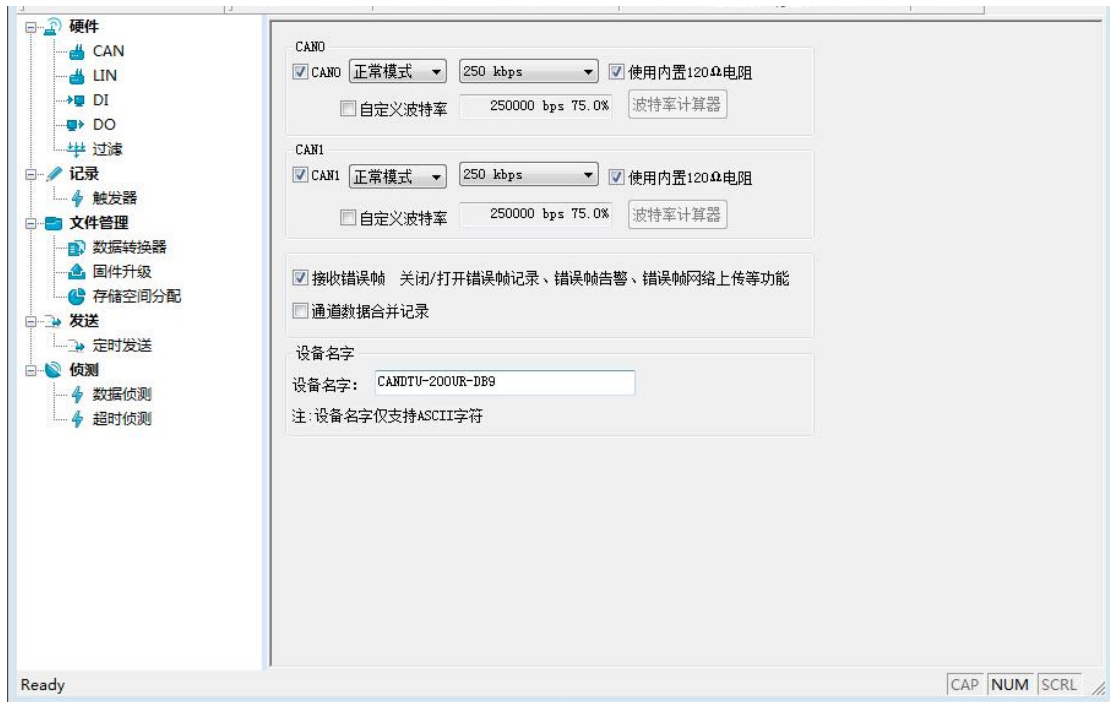 硬件
CAN
LIN
DI
DO
过滤
记录
触发器
文件管理
数据转换器
固件升级
存储空间分配
发送
定时发送
侦测
数据侦测
超时侦测
CAN0
CAN0 正常模式 250 kbps 使用内置120Ω电阻
自定义波特率 250000 bps 75.0% 波特率计算器
CAN1
CAN1 正常模式 250 kbps 使用内置120Ω电阻
自定义波特率 250000 bps 75.0% 波特率计算器
接收错误帧 关闭/打开错误帧记录、错误帧告警、错误帧网络上传等功能
通道数据合并记录
设备名字
设备名字： CANDTU-200UR-DB9
注:设备名字仅支持ASCII字符
Ready CAP NUM SCRL